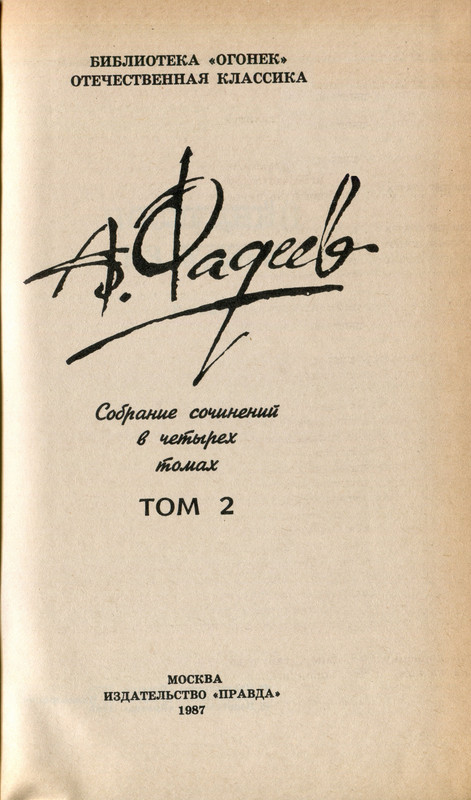 БИБЛИОТЕКА «ОГОНЕК»
ОТЕЧЕСТВЕННАЯ КЛАССИКА
А. Фадеев
Собрание сочинений
в четырех
томах
ТОМ 2
МОСКВА
ИЗДАТЕЛЬСТВО «ПРАВДА»
1987